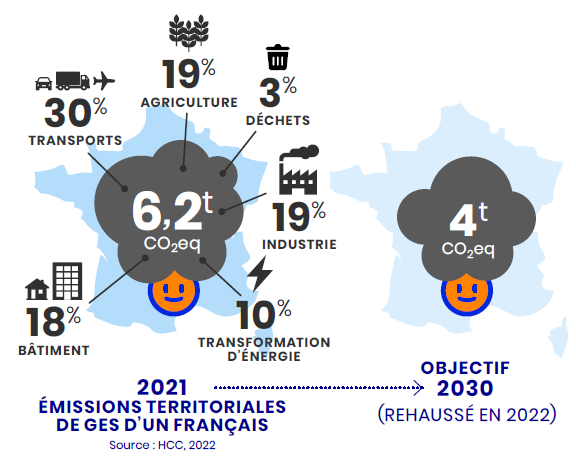 19%
AGRICULTURE
3%
DÉCHETS
30%
TRANSPORTS
6,2t
CO₂eq
19%
INDUSTRIE
18%
BÂTIMENT
10%
TRANSFORMATION
D'ÉNERGIE
4t
CO₂eq
2021
ÉMISSIONS TERRITORIALES
DE GES D'UN FRANÇAIS
Source : HCC, 2022
OBJECTIF
2030
(REHAUSSÉ EN 2022)